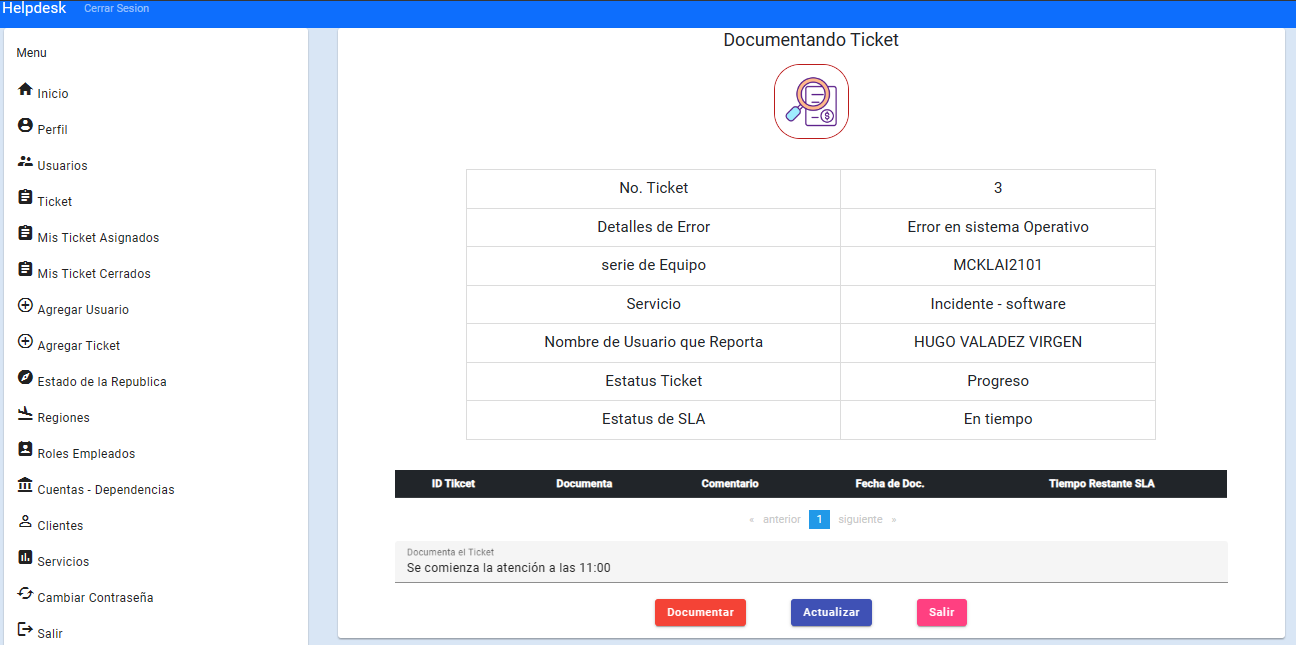 Helpdesk Cerrar Sesion
Menu
Inicio
Perfil
Usuarios
Ticket
Mis Ticket Asignados
Mis Ticket Cerrados
Agregar Usuario
Agregar Ticket
Estado de la Republica
Regiones
Roles Empleados
Cuentas - Dependencias
Clientes
Servicios
Cambiar Contraseña
Salir
Documentando Ticket
No. Ticket 3
Detalles de Error Error en sistema Operativo
serie de Equipo MCKLAI2101
Servicio Incidente - software
Nombre de Usuario que Reporta HUGO VALADEZ VIRGEN
Estatus Ticket Progreso
Estatus de SLA En tiempo
ID Tikcet Documenta Comentario Fecha de Doc. Tiempo Restante SLA
« anterior 1 siguiente »
Documenta el Ticket
Se comienza la atención a las 11:00
Documentar Actualizar Salir